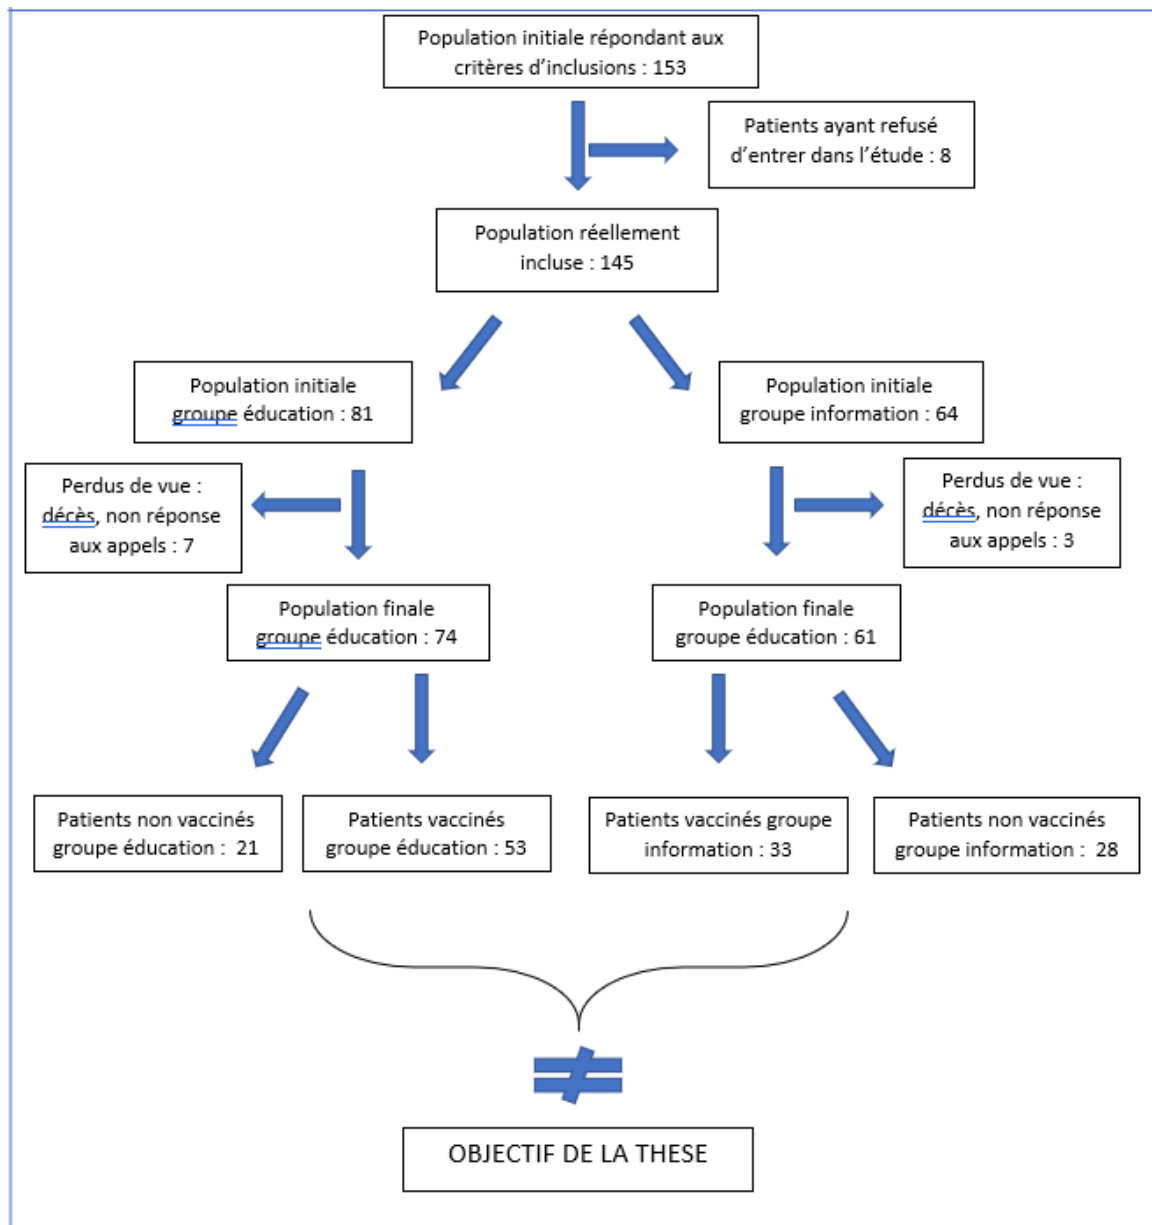 Population initiale répondant aux
critères d'inclusions : 153
Patients ayant refusé
d'entrer dans l'étude : 8
Population réellement
incluse : 145
Population initiale
groupe éducation : 81
Population initiale
groupe information : 64
Perdus de vue :
décès, non réponse
aux appels : 7
Perdus de vue :
décès, non réponse
aux appels : 3
Population finale
groupe éducation : 74
Population finale
groupe éducation : 61
Patients non vaccinés
groupe éducation : 21
Patients vaccinés
groupe éducation : 53
Patients vaccinés groupe
information : 33
Patients non vaccinés
groupe information : 28
OBJECTIF DE LA THESE